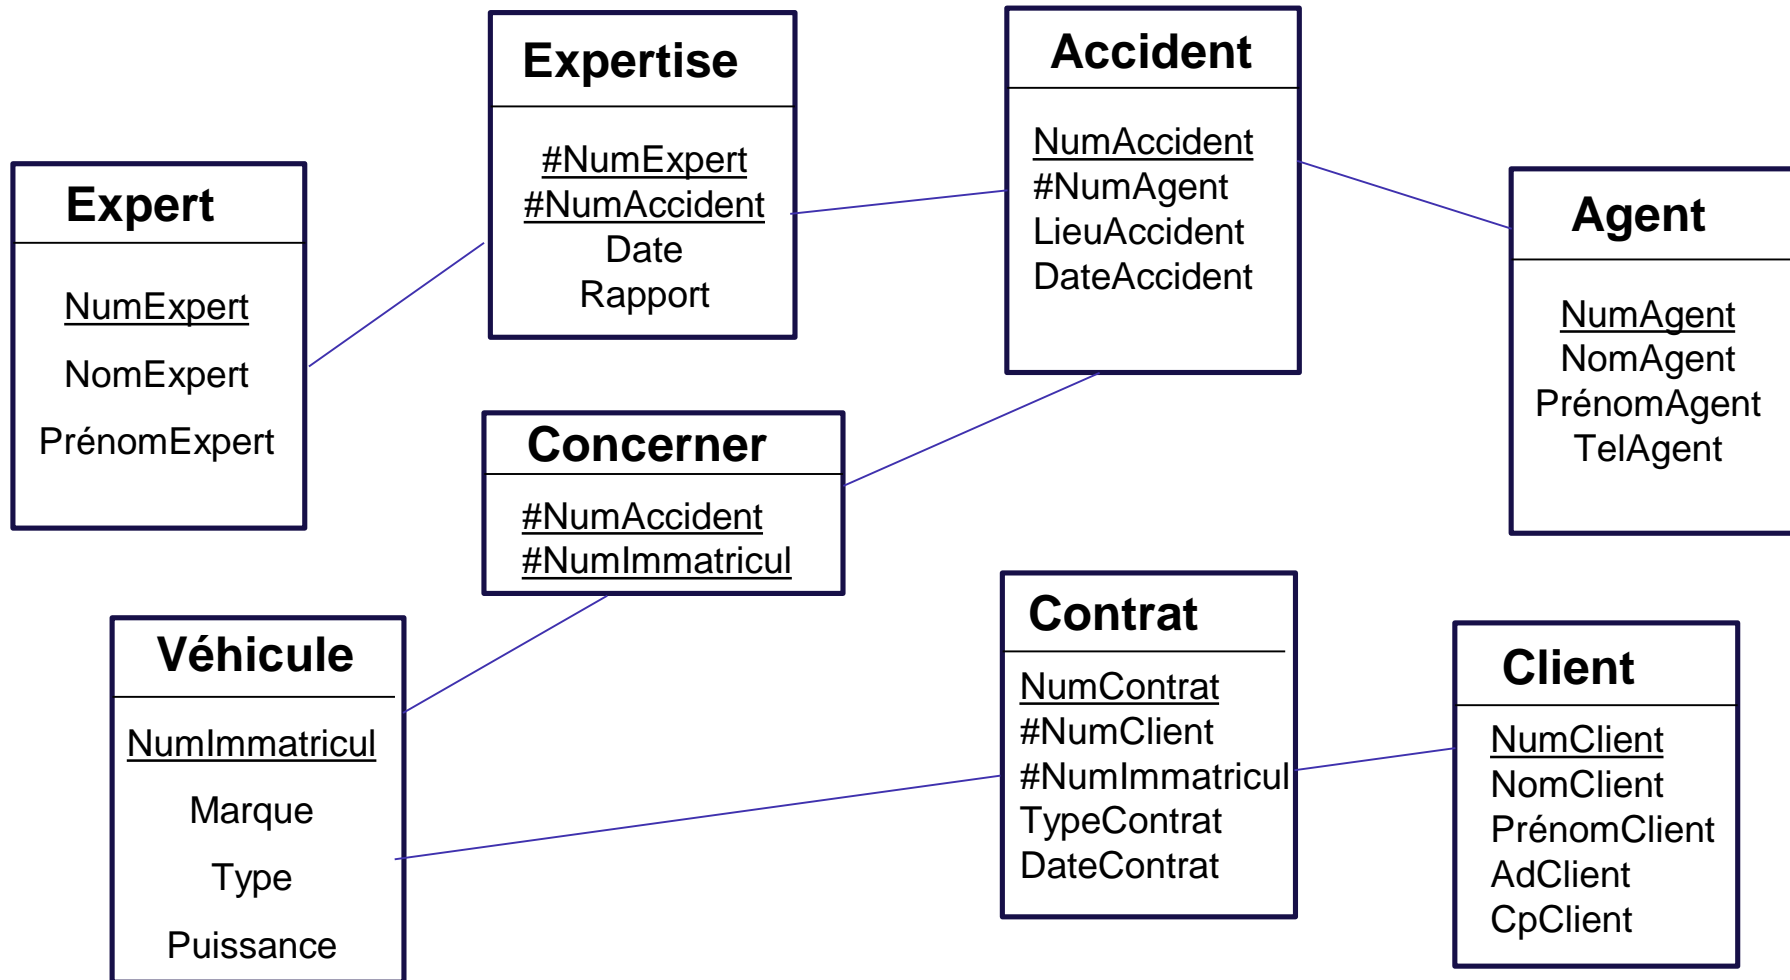 Expert
NumExpert
NomExpert
PrénomExpert
Expertise
#NumExpert
#NumAccident
Date
Rapport
Accident
NumAccident
#NumAgent
LieuAccident
DateAccident
Agent
NumAgent
NomAgent
PrénomAgent
TelAgent
Concerner
#NumAccident
#NumImmatricul
Véhicule
NumImmatricul
Marque
Type
Puissance
Contrat
NumContrat
#NumClient
#NumImmatricul
TypeContrat
DateContrat
Client
NumClient
NomClient
PrénomClient
AdClient
CpClient